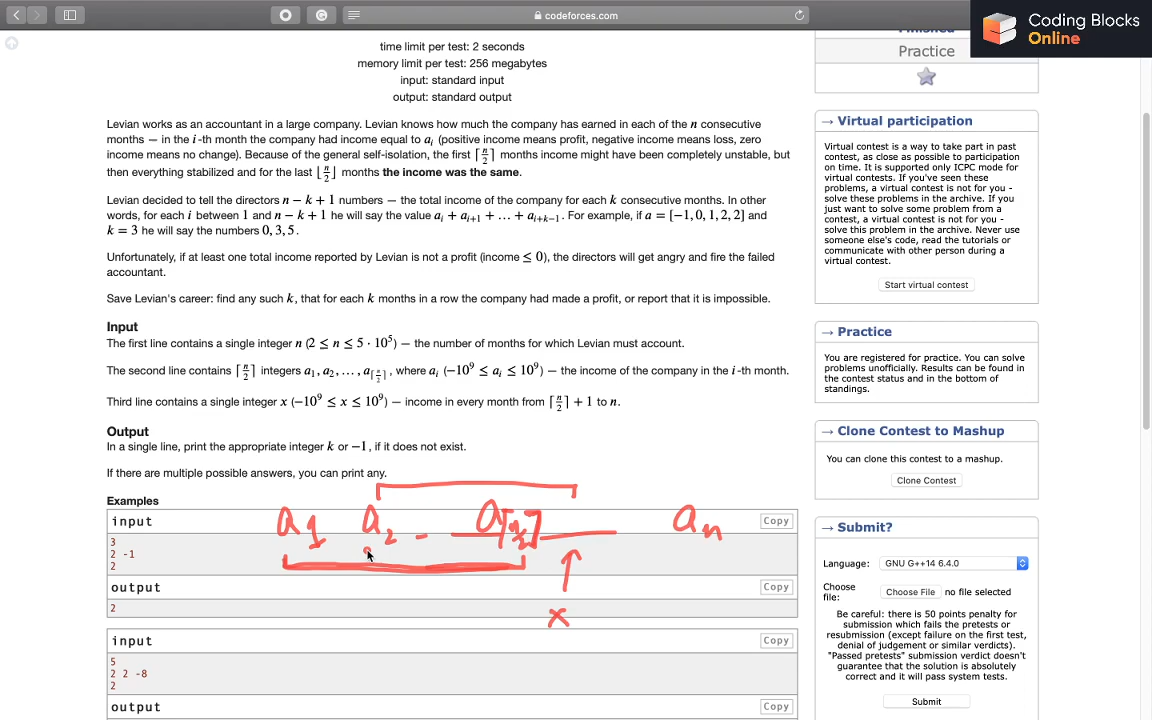 codeforces.com
Coding Blocks
Online
time limit per test: 2 seconds
memory limit per test: 256 megabytes
input: standard input
output: standard output
Levian works as an accountant in a large company. Levian knows how much the company has earned in each of the n consecutive
months — in the i-th month the company had income equal to aᵢ (positive income means profit, negative income means loss, zero
income means no change). Because of the general self-isolation, the first ⌈n/2⌉ months income might have been completely unstable, but
then everything stabilized and for the last ⌊n/2⌋ months the income was the same.
Levian decided to tell the directors n − k + 1 numbers — the total income of the company for each k consecutive months. In other
words, for each i between 1 and n − k + 1 he will say the value aᵢ + aᵢ₊₁ + … + aᵢ₊ₖ₋₁. For example, if a = [−1, 0, 1, 2, 2] and
k = 3 he will say the numbers 0, 3, 5.
Unfortunately, if at least one total income reported by Levian is not a profit (income ≤ 0), the directors will get angry and fire the failed
accountant.
Save Levian's career: find any such k, that for each k months in a row the company had made a profit, or report that it is impossible.
Input
The first line contains a single integer n (2 ≤ n ≤ 5 · 10⁵) — the number of months for which Levian must account.
The second line contains ⌈n/2⌉ integers a₁, a₂, …, a⌈n/2⌉, where aᵢ (−10⁹ ≤ aᵢ ≤ 10⁹) — the income of the company in the i-th month.
Third line contains a single integer x (−10⁹ ≤ x ≤ 10⁹) — income in every month from ⌈n/2⌉ + 1 to n.
Output
In a single line, print the appropriate integer k or −1, if it does not exist.
If there are multiple possible answers, you can print any.
Examples
input
Copy
3
2 -1
2
output
Copy
2
input
Copy
5
2 2 -8
2
output
Copy
a₁ a₂ - — a[n/2] — aₙ
x
Finished
Practice
→ Virtual participation
Virtual contest is a way to take part in past
contest, as close as possible to participation
on time. It is supported only ICPC mode for
virtual contests. If you've seen these
problems, a virtual contest is not for you -
solve these problems in the archive. If you
just want to solve some problem from a
contest, a virtual contest is not for you -
solve this problem in the archive. Never use
someone else's code, read the tutorials or
communicate with other person during a
virtual contest.
Start virtual contest
→ Practice
You are registered for practice. You can solve
problems unofficially. Results can be found in
the contest status and in the bottom of
standings.
→ Clone Contest to Mashup
You can clone this contest to a mashup.
Clone Contest
→ Submit?
Language: GNU G++14 6.4.0
Choose
file: Choose File no file selected
Be careful: there is 50 points penalty for
submission which fails the pretests or
resubmission (except failure on the first test,
denial of judgement or similar verdicts).
"Passed pretests" submission verdict doesn't
guarantee that the solution is absolutely
correct and it will pass system tests.
Submit